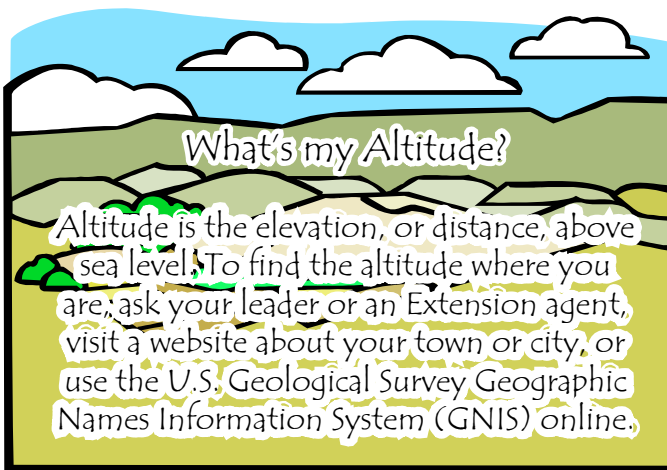 What's my Altitude?
Altitude is the elevation, or distance, above
sea level. To find the altitude where you
are, ask your leader or an Extension agent,
visit a website about your town or city, or
use the U.S. Geological Survey Geographic
Names Information System (GNIS) online.